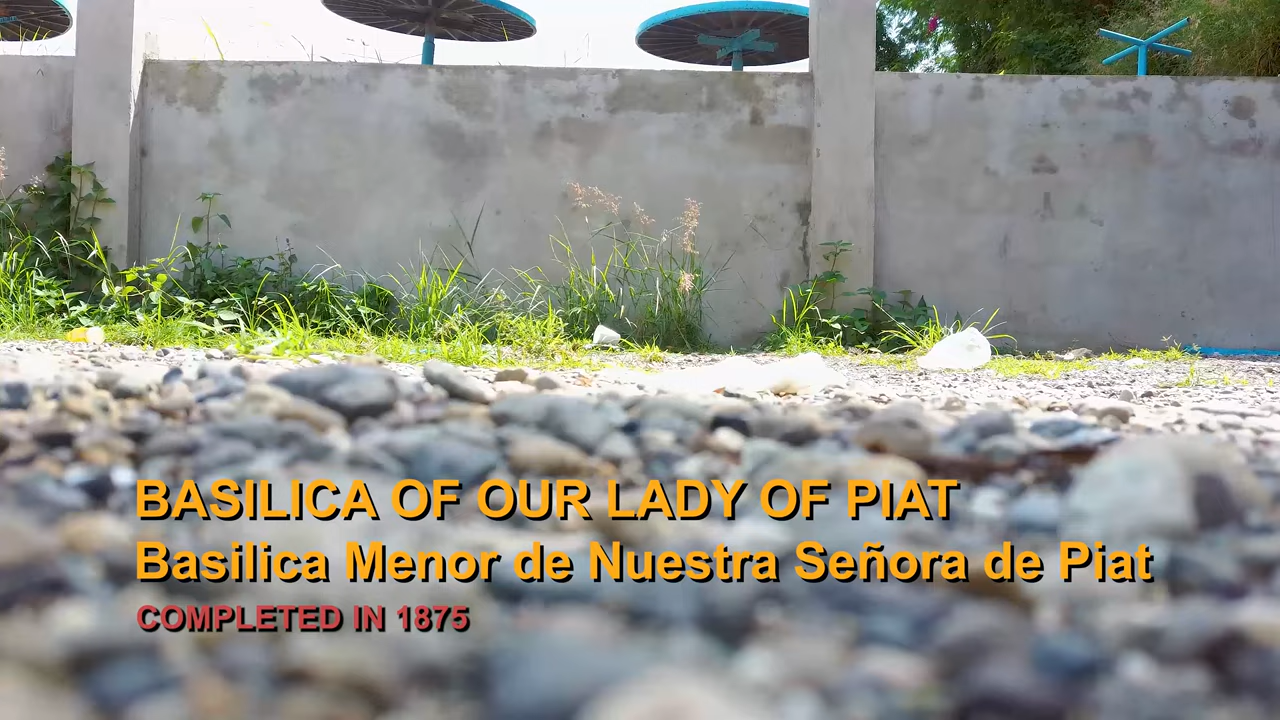 BASILICA OF OUR LADY OF PIAT
Basilica Menor de Nuestra Señora de Piat
COMPLETED IN 1875